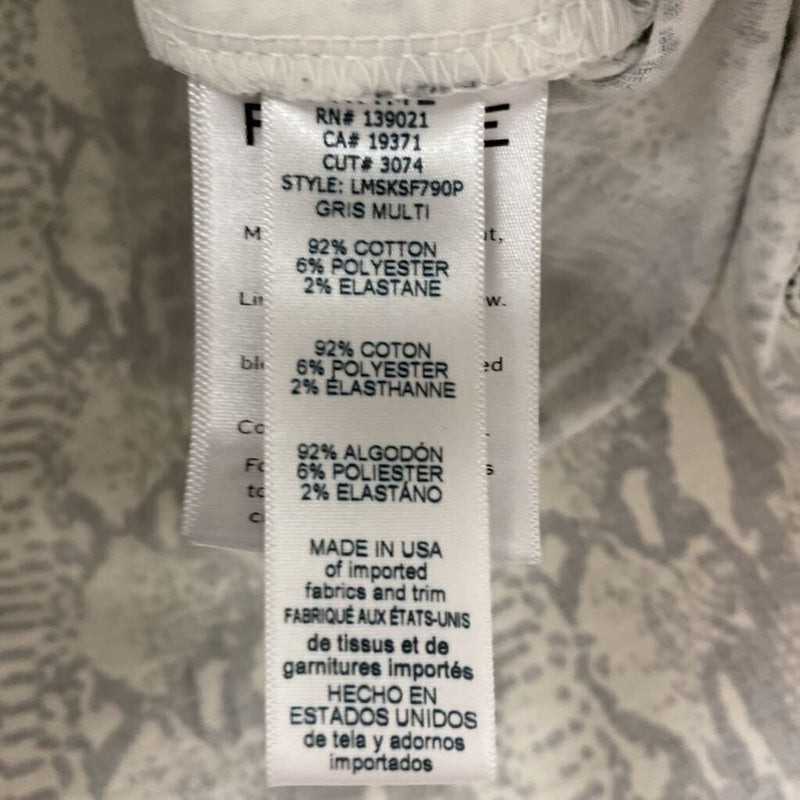 RN# 139021
CA# 19371
CUT# 3074
STYLE: LMSKSF790P
GRIS MULTI
92% COTTON
6% POLYESTER
2% ELASTANE
92% COTON
6% POLYESTER
2% ÉLASTHANNE
92% ALGODÓN
6% POLIESTER
2% ELASTÁNO
MADE IN USA
of imported
fabrics and trim
FABRIQUÉ AUX ÉTATS-UNIS
de tissus et de
garnitures importés
HECHO EN
ESTADOS UNIDOS
de tela y adornos
importados